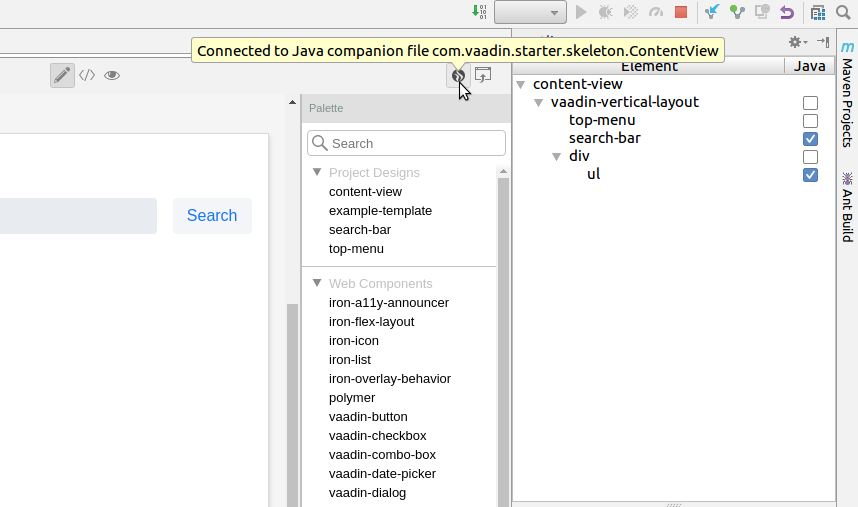 Connected to Java companion file com.vaadin.starter.skeleton.ContentView
Element
Java
content-view
vaadin-vertical-layout
top-menu
search-bar
div
ul
Palette
Search
Project Designs
content-view
example-template
search-bar
top-menu
Web Components
iron-a11y-announcer
iron-flex-layout
iron-icon
iron-list
iron-overlay-behavior
polymer
vaadin-button
vaadin-checkbox
vaadin-combo-box
vaadin-date-picker
vaadin-dialog
Search
m
Maven Projects
Ant Build